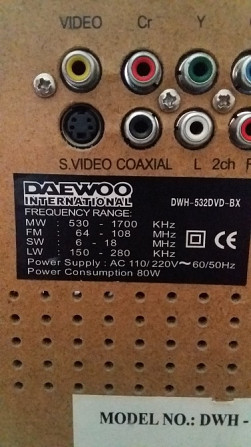 VIDEO Cr Y
S.VIDEO COAXIAL L 2ch R
DAEWOO
INTERNATIONAL
DWH-532DVD-BX
FREQUENCY RANGE:
MW : 530 - 1700 KHz
FM : 64 - 108 MHz
SW : 6 - 18 MHz
LW : 150 - 280 KHz
CE
Power Supply : AC 110/220V~60/50Hz
Power Consumption 80W
MODEL NO.: DWH -